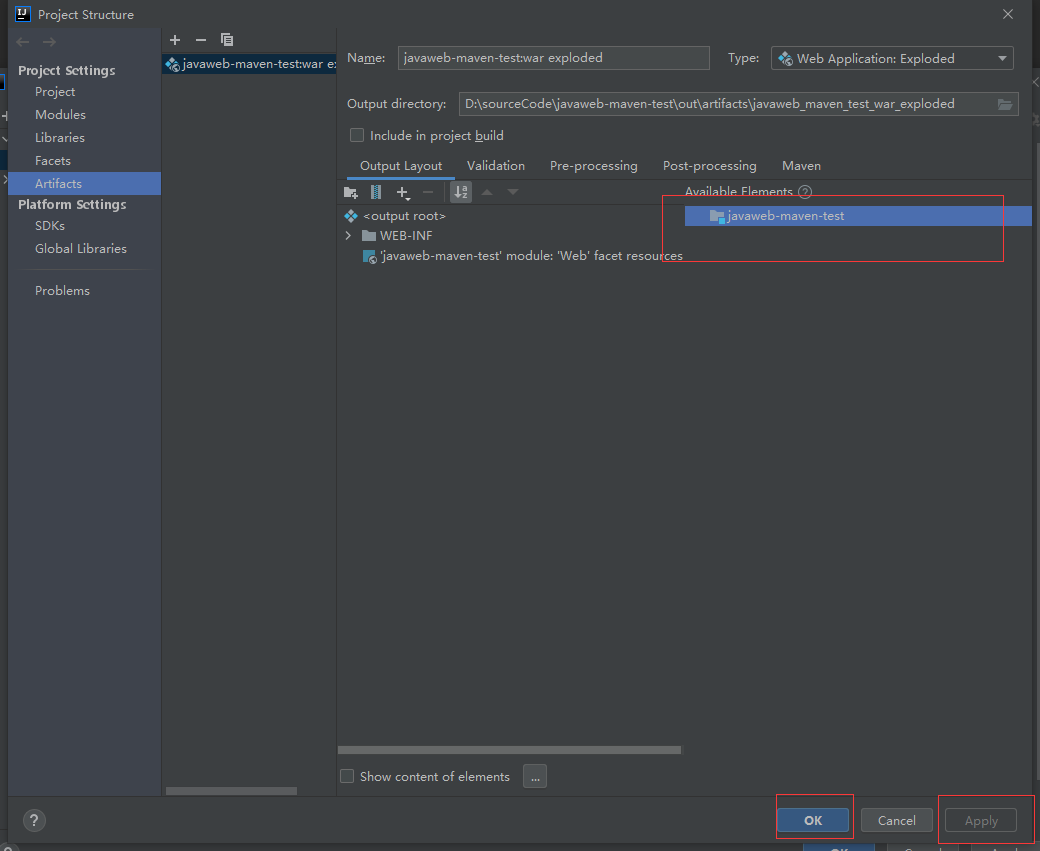 Project Structure
Project Settings
Project
Modules
Libraries
Facets
Artifacts
Platform Settings
SDKs
Global Libraries
Problems
javaweb-maven-test:war e:
Name: javaweb-maven-test:war exploded Type: Web Application: Exploded
Output directory: D:\sourceCode\javaweb-maven-test\out\artifacts\javaweb_maven_test_war_exploded
Include in project build
Output Layout Validation Pre-processing Post-processing Maven
Available Elements ?
<output root>
WEB-INF
'javaweb-maven-test' module: 'Web' facet resources
javaweb-maven-test
Show content of elements ...
? OK Cancel Apply